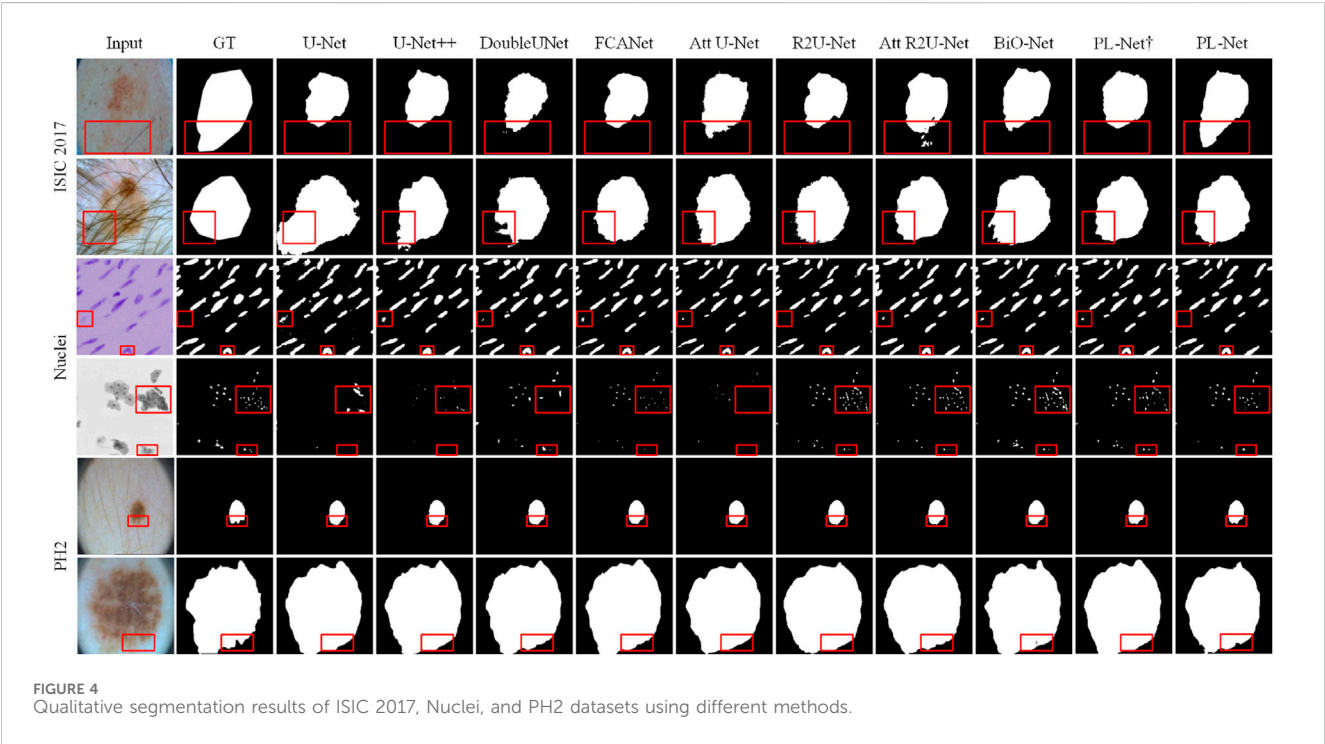 Input GT U-Net U-Net++ DoubleUNet FCANet Att U-Net R2U-Net Att R2U-Net BiO-Net PL-Net† PL-Net
ISIC 2017
Nuclei
PH2
FIGURE 4
Qualitative segmentation results of ISIC 2017, Nuclei, and PH2 datasets using different methods.